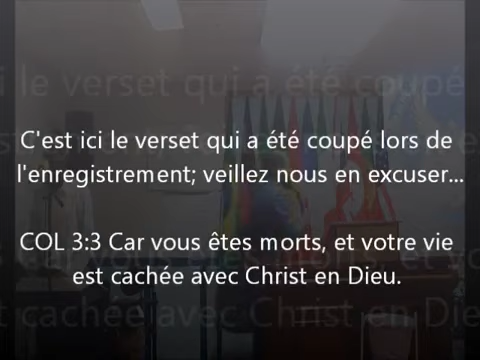 C'est ici le verset qui a été coupé lors de
l'enregistrement; veillez nous en excuser...
COL 3:3 Car vous êtes morts, et votre vie
est cachée avec Christ en Dieu.